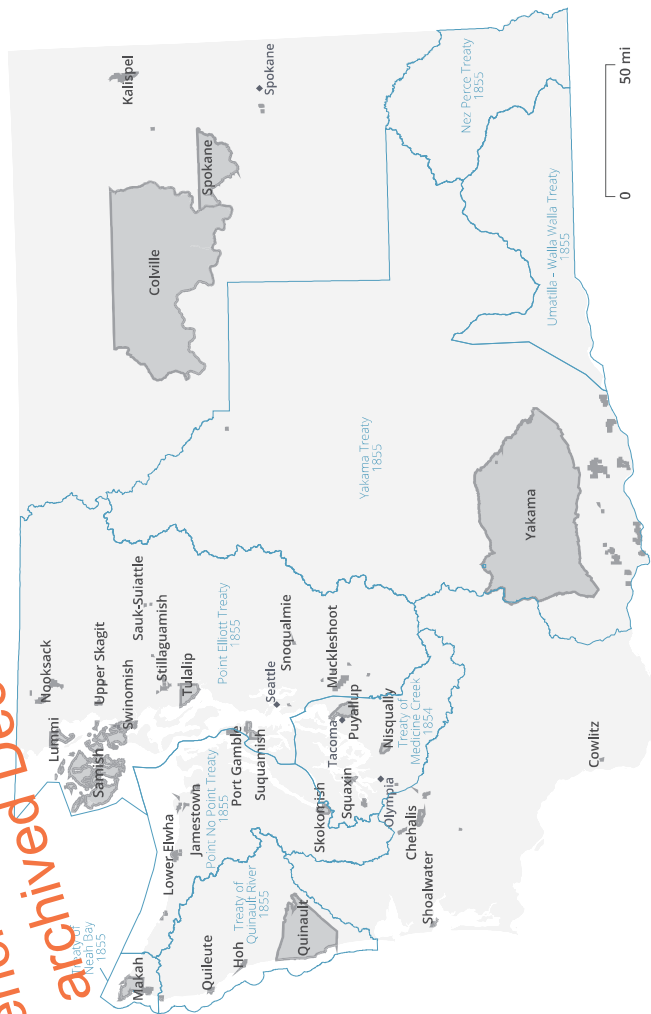 archived Dec
Nooksack
Lummi
Kalispel
Treaty of
Neah Bay
1855
Samish
Upper Skagit
Swinomish
Makah
Sauk-Suiattle
Colville
Stillaguamish
Lower Elwha
Tulalip
Jamestown
Spokane
Quileute
Point No Point Treaty
1855
Point Elliott Treaty
1855
Port Gamble
Suquamish
Hoh
Treaty of
Quinault River
1855
Seattle
Spokane
Snoqualmie
Quinault
Skokomish
Tacoma
Muckleshoot
Squaxin
Puyallup
Yakama Treaty
1855
Olympia
Nisqually
Treaty of
Medicine Creek
1854
Chehalis
Shoalwater
Nez Perce Treaty
1855
Yakama
Umatilla - Walla Walla Treaty
1855
Cowlitz
0
50 mi